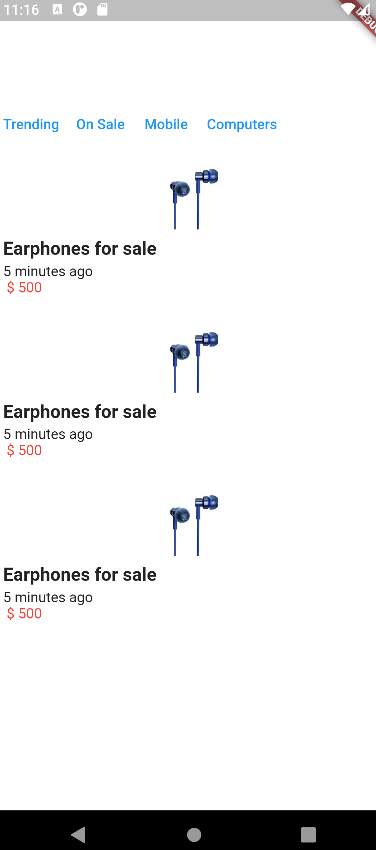 11:16
DEBUG
Trending On Sale Mobile Computers
Earphones for sale
5 minutes ago
$ 500
Earphones for sale
5 minutes ago
$ 500
Earphones for sale
5 minutes ago
$ 500